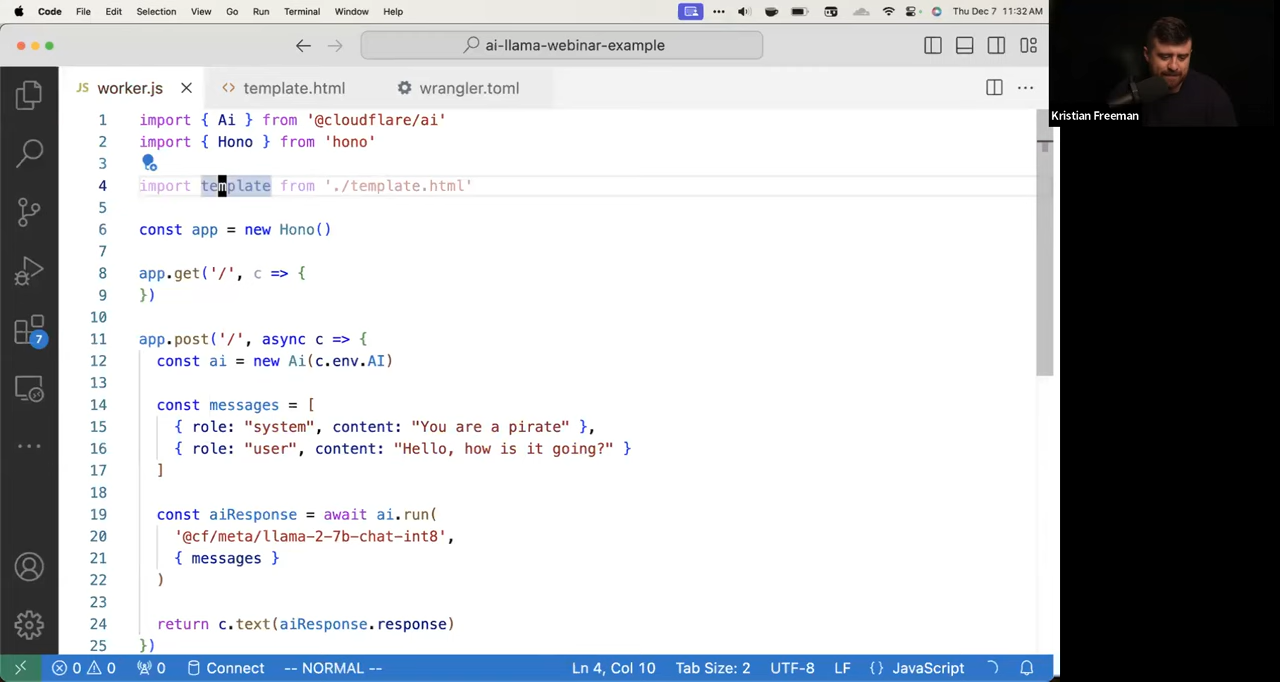 Code File Edit Selection View Go Run Terminal Window Help Thu Dec 7 11:32 AM
ai-llama-webinar-example
JS worker.js template.html wrangler.toml
Kristian Freeman
1 import { Ai } from '@cloudflare/ai'
2 import { Hono } from 'hono'
3
4 import template from './template.html'
5
6 const app = new Hono()
7
8 app.get('/', c => {
9 })
10
11 app.post('/', async c => {
12 const ai = new Ai(c.env.AI)
13
14 const messages = [
15 { role: "system", content: "You are a pirate" },
16 { role: "user", content: "Hello, how is it going?" }
17 ]
18
19 const aiResponse = await ai.run(
20 '@cf/meta/llama-2-7b-chat-int8',
21 { messages }
22 )
23
24 return c.text(aiResponse.response)
25 })
7
0 0 0 Connect -- NORMAL -- Ln 4, Col 10 Tab Size: 2 UTF-8 LF {} JavaScript